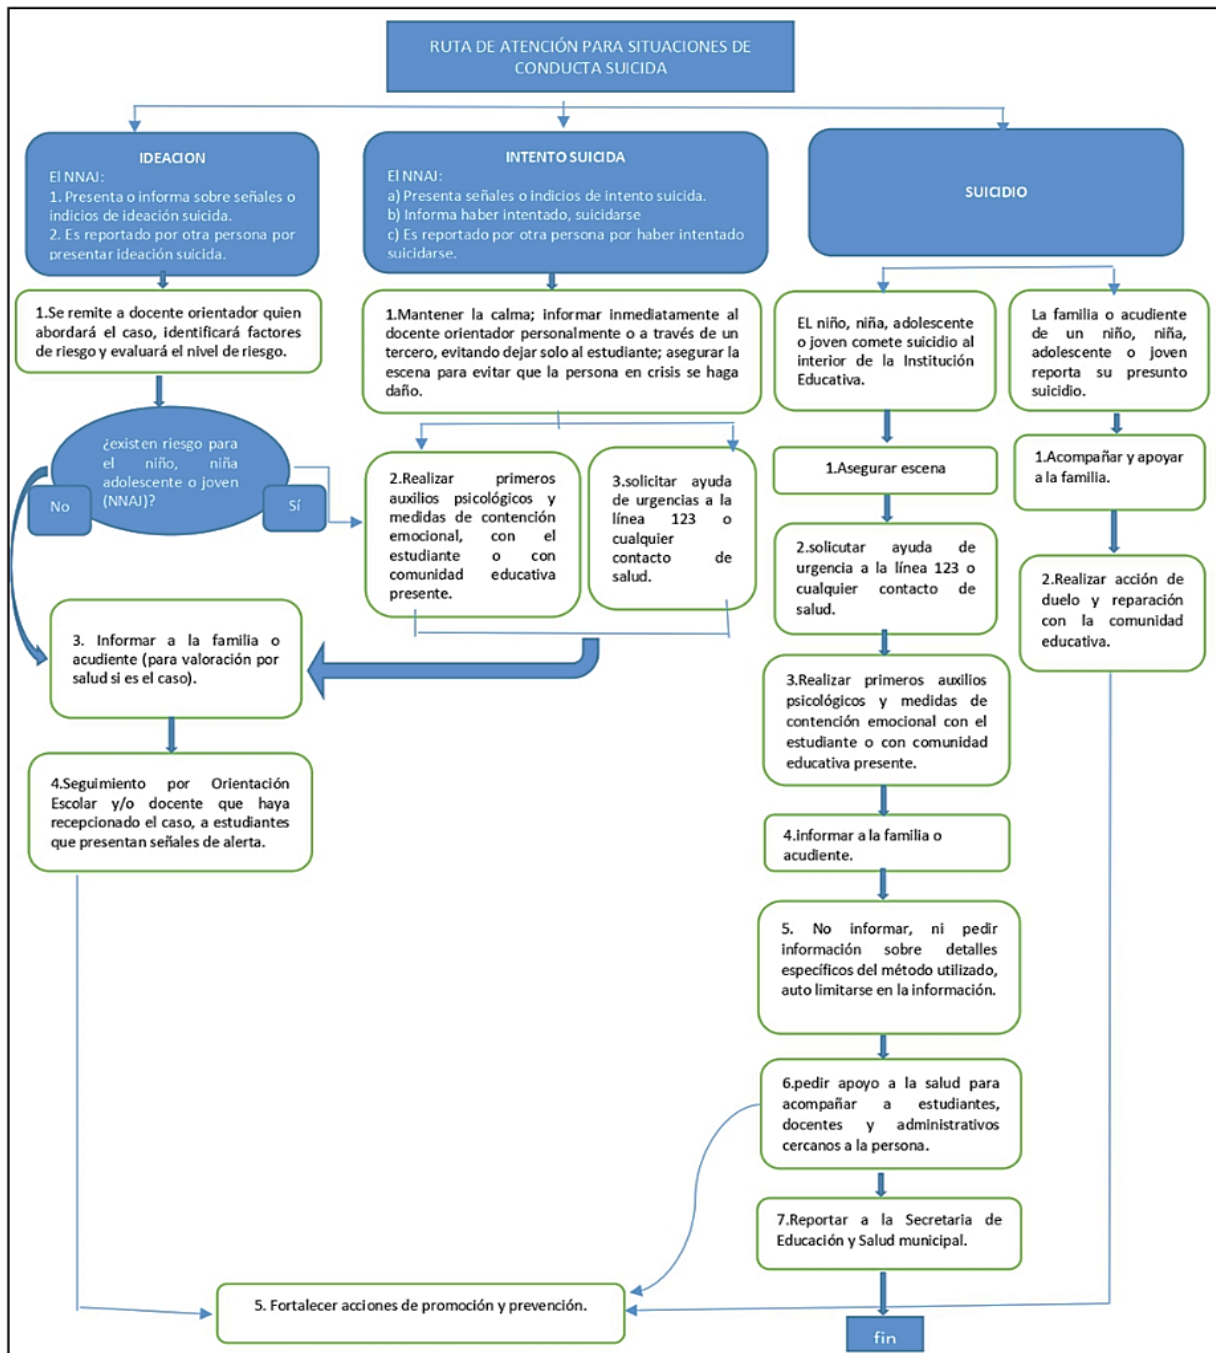 RUTA DE ATENCIÓN PARA SITUACIONES DE
CONDUCTA SUICIDA
IDEACION
El NNAJ:
1. Presenta o informa sobre señales o
indicios de ideación suicida.
2. Es reportado por otra persona por
presentar ideación suicida.
INTENTO SUICIDA
El NNAJ:
a) Presenta señales o indicios de intento suicida.
b) Informa haber intentado, suicidarse
c) Es reportado por otra persona por haber intentado
suicidarse.
SUICIDIO
1.Se remite a docente orientador quien
abordará el caso, identificará factores
de riesgo y evaluará el nivel de riesgo.
1.Mantener la calma; informar inmediatamente al
docente orientador personalmente o a través de un
tercero, evitando dejar solo al estudiante; asegurar la
escena para evitar que la persona en crisis se haga
daño.
EL niño, niña, adolescente
o joven comete suicidio al
interior de la Institución
Educativa.
La familia o acudiente
de un niño, niña,
adolescente o joven
reporta su presunto
suicidio.
¿existen riesgo para
el niño, niña
adolescente o joven
(NNAJ)?
No
Sí
2.Realizar primeros
auxilios psicológicos y
medidas de contención
emocional, con el
estudiante o con
comunidad educativa
presente.
3.solicitar ayuda
de urgencias a la
línea 123 o
cualquier
contacto de
salud.
1.Asegurar escena
1.Acompañar y apoyar
a la familia.
2.solicutar ayuda de
urgencia a la línea 123 o
cualquier contacto de
salud.
2.Realizar acción de
duelo y reparación
con la comunidad
educativa.
3. Informar a la familia o
acudiente (para valoración por
salud si es el caso).
3.Realizar primeros auxilios
psicológicos y medidas de
contención emocional con el
estudiante o con comunidad
educativa presente.
4.Seguimiento por Orientación
Escolar y/o docente que haya
recepcionado el caso, a estudiantes
que presentan señales de alerta.
4.informar a la familia o
acudiente.
5. No informar, ni pedir
información sobre detalles
específicos del método utilizado,
auto limitarse en la información.
6.pedir apoyo a la salud para
acompañar a estudiantes,
docentes y administrativos
cercanos a la persona.
7.Reportar a la Secretaria de
Educación y Salud municipal.
5. Fortalecer acciones de promoción y prevención.
fin